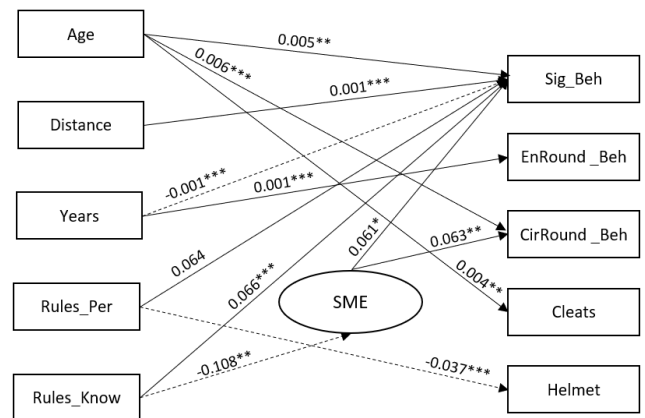 Age
0.005**
0.006***
Sig_Beh
0.001***
Distance
EnRound _Beh
-0.001***
0.001***
Years
CirRound _Beh
0.061*
0.063**
0.064
0.066***
0.004**
Rules_Per
SME
Cleats
-0.108**
-0.037***
Rules_Know
Helmet